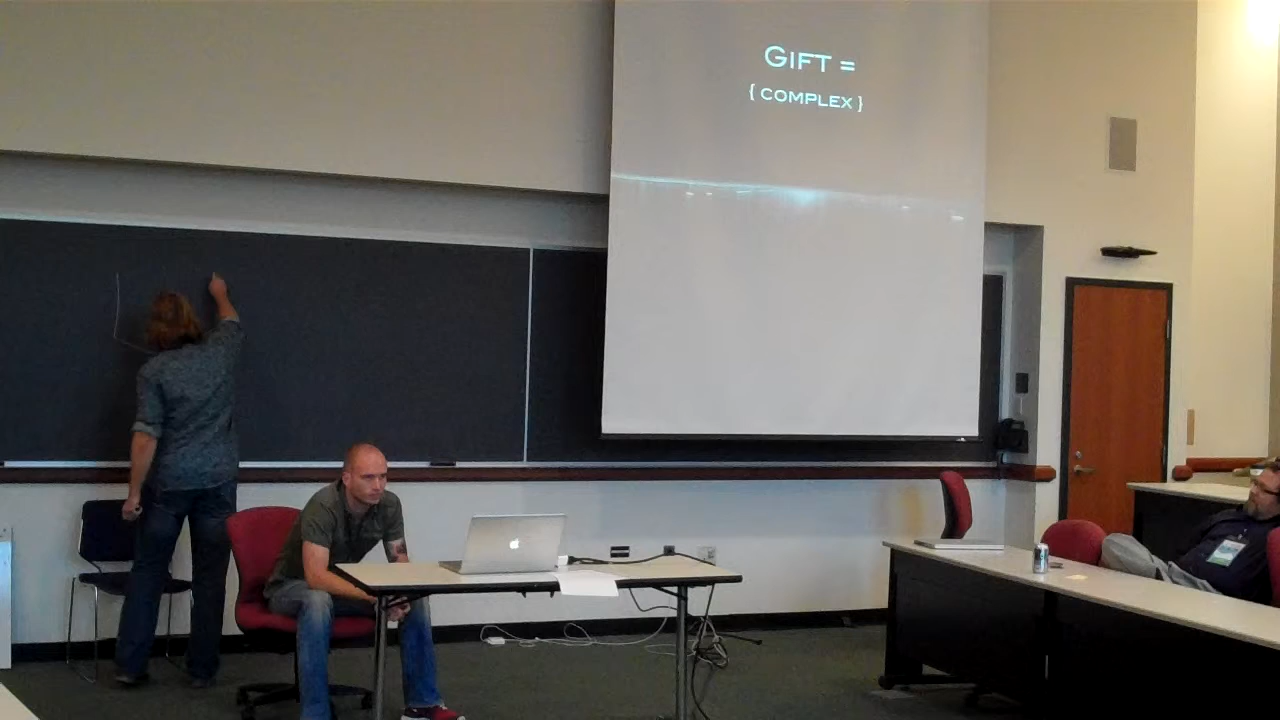 GIFT =
{ COMPLEX }